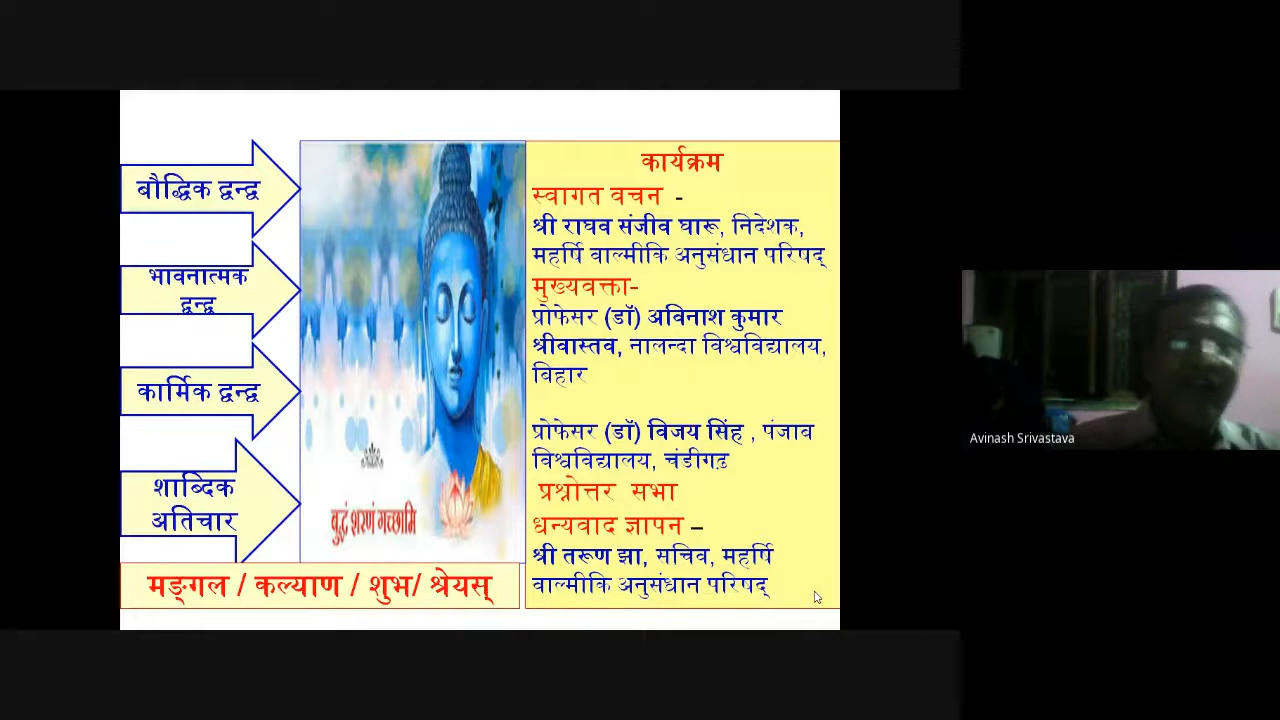 बौद्धिक द्वन्द्व
भावनात्मक
द्वन्द्व
कार्मिक द्वन्द्व
शाब्दिक
अतिचार
बुद्धं शरणं गच्छामि
मङ्गल / कल्याण / शुभ/ श्रेयस्
कार्यक्रम
स्वागत वचन -
श्री राघव संजीव घारू, निदेशक,
महर्षि वाल्मीकि अनुसंधान परिषद्
मुख्यवक्ता-
प्रोफेसर (डॉ) अविनाश कुमार
श्रीवास्तव, नालन्दा विश्वविद्यालय,
बिहार
प्रोफेसर (डॉ) विजय सिंह , पंजाब
विश्वविद्यालय, चंडीगढ़
प्रश्नोत्तर सभा
धन्यवाद ज्ञापन –
श्री तरूण झा, सचिव, महर्षि
वाल्मीकि अनुसंधान परिषद्
Avinash Srivastava